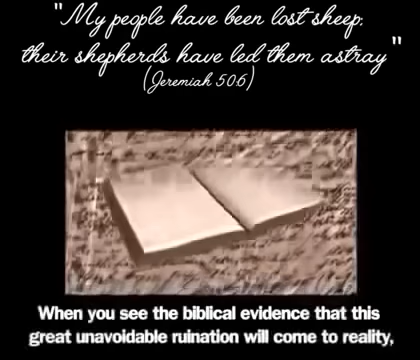 "My people have been lost sheep:
their shepherds have led them astray"
(Jeremiah 50:6)
When you see the biblical evidence that this
great unavoidable ruination will come to reality,